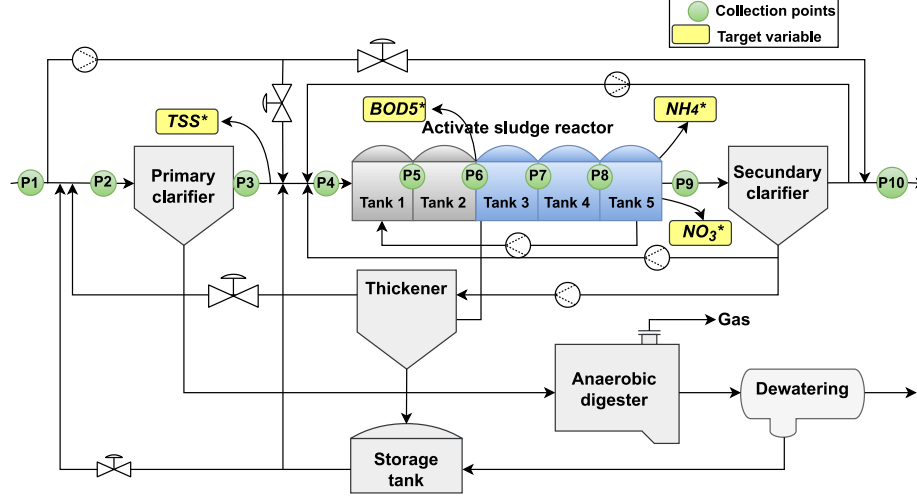 Collection points
Target variable
TSS*
BOD5*
NH4*
Activate sludge reactor
P1
P2
Primary
clarifier
P3
P4
P5
P6
P7
P8
P9
Secundary
clarifier
P10
Tank 1
Tank 2
Tank 3
Tank 4
Tank 5
NO3*
Thickener
Gas
Anaerobic
digester
Dewatering
Storage
tank